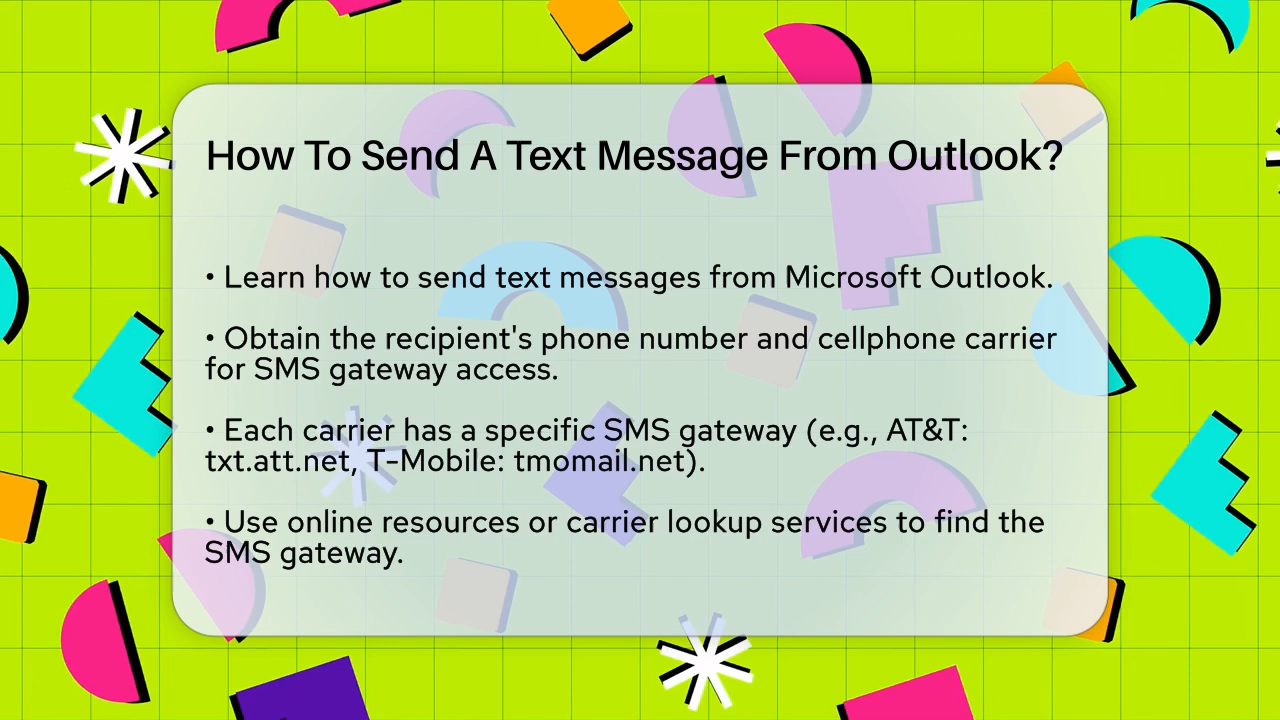 How To Send A Text Message From Outlook?
• Learn how to send text messages from Microsoft Outlook.
• Obtain the recipient's phone number and cellphone carrier
for SMS gateway access.
• Each carrier has a specific SMS gateway (e.g., AT&T:
txt.att.net, T-Mobile: tmomail.net).
• Use online resources or carrier lookup services to find the
SMS gateway.